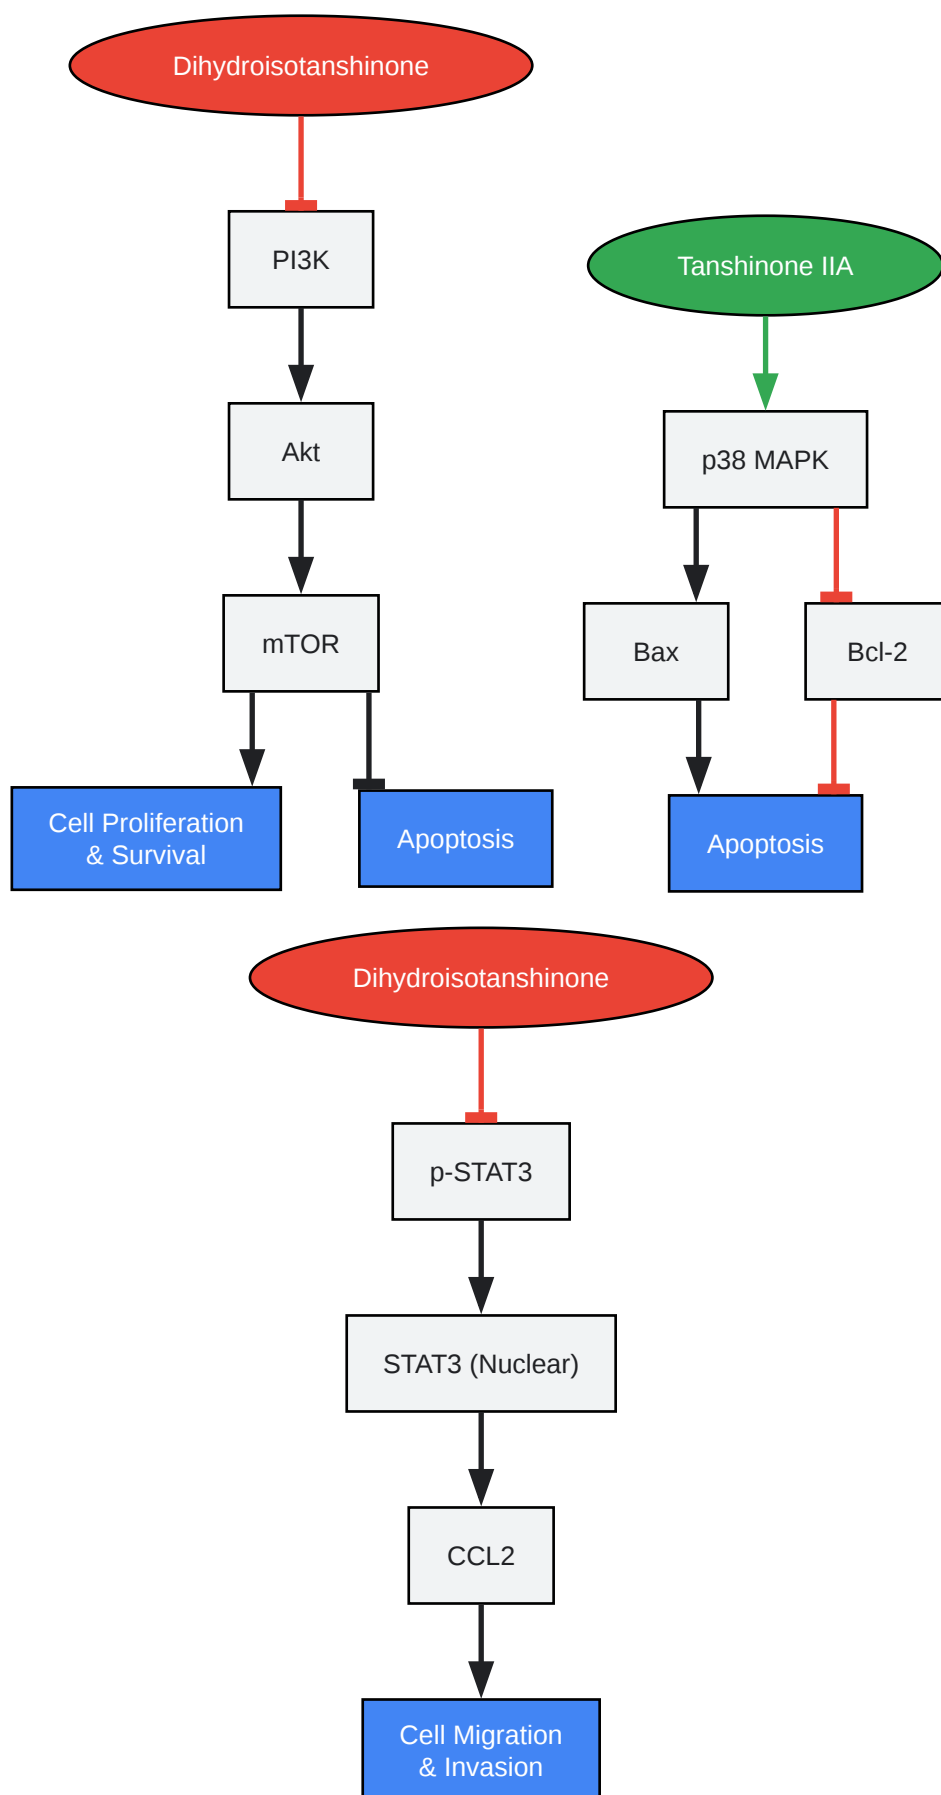 Dihydroisotanshinone
PI3K
Akt
mTOR
Cell Proliferation
& Survival
Apoptosis
Tanshinone IIA
p38 MAPK
Bax
Bcl-2
Apoptosis
Dihydroisotanshinone
p-STAT3
STAT3 (Nuclear)
CCL2
Cell Migration
& Invasion